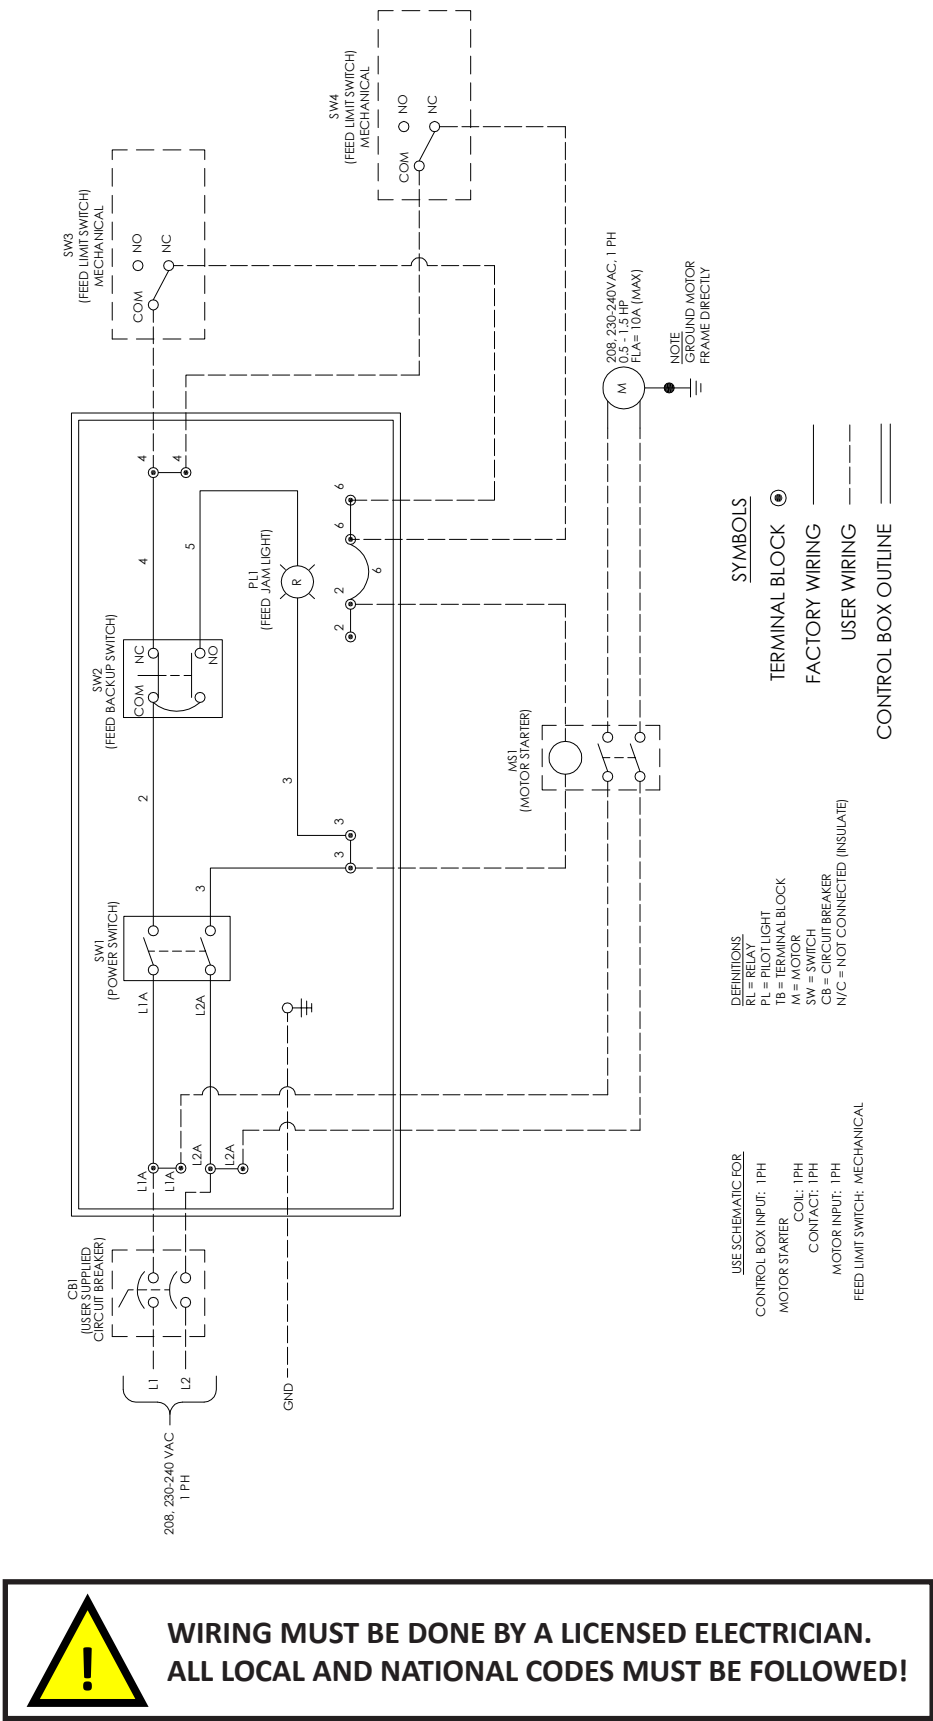 SW4
(FEED LIMIT SWITCH)
MECHANICAL
COM
NO
NC
SW3
(FEED LIMIT SWITCH)
MECHANICAL
COM
NO
NC
208, 230-240VAC, 1 PH
0.5 - 1.5 HP
FLA= 10A (MAX)
M
NOTE
GROUND MOTOR
FRAME DIRECTLY
4
4
4
5
6
6
6
2
2
PL1
(FEED JAM LIGHT)
R
SW2
(FEED BACKUP SWITCH)
COM
NC
NO
2
3
3
3
3
MS1
(MOTOR STARTER)
SW1
(POWER SWITCH)
L1A
L2A
L1A
L1A
L2A
L2A
CB1
(USER SUPPLIED
CIRCUIT BREAKER)
L1
L2
GND
208, 230-240 VAC
1 PH
SYMBOLS
TERMINAL BLOCK
FACTORY WIRING
USER WIRING
CONTROL BOX OUTLINE
DEFINITIONS
RL = RELAY
PL = PILOT LIGHT
TB = TERMINAL BLOCK
M = MOTOR
SW = SWITCH
CB = CIRCUIT BREAKER
N/C = NOT CONNECTED (INSULATE)
USE SCHEMATIC FOR
CONTROL BOX INPUT: 1PH
MOTOR STARTER
COIL: 1PH
CONTACT: 1PH
MOTOR INPUT: 1PH
FEED LIMIT SWITCH: MECHANICAL
!
WIRING MUST BE DONE BY A LICENSED ELECTRICIAN.
ALL LOCAL AND NATIONAL CODES MUST BE FOLLOWED!